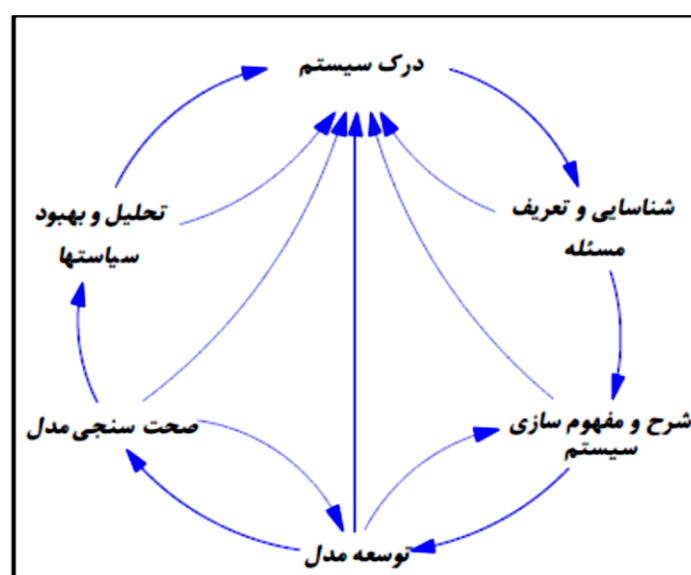 درک سیستم
شناسایی و تعریف
مسئله
شرح و مفهوم سازی
سیستم
توسعه مدل
صحت سنجی مدل
تحلیل و بهبود
سیاستها